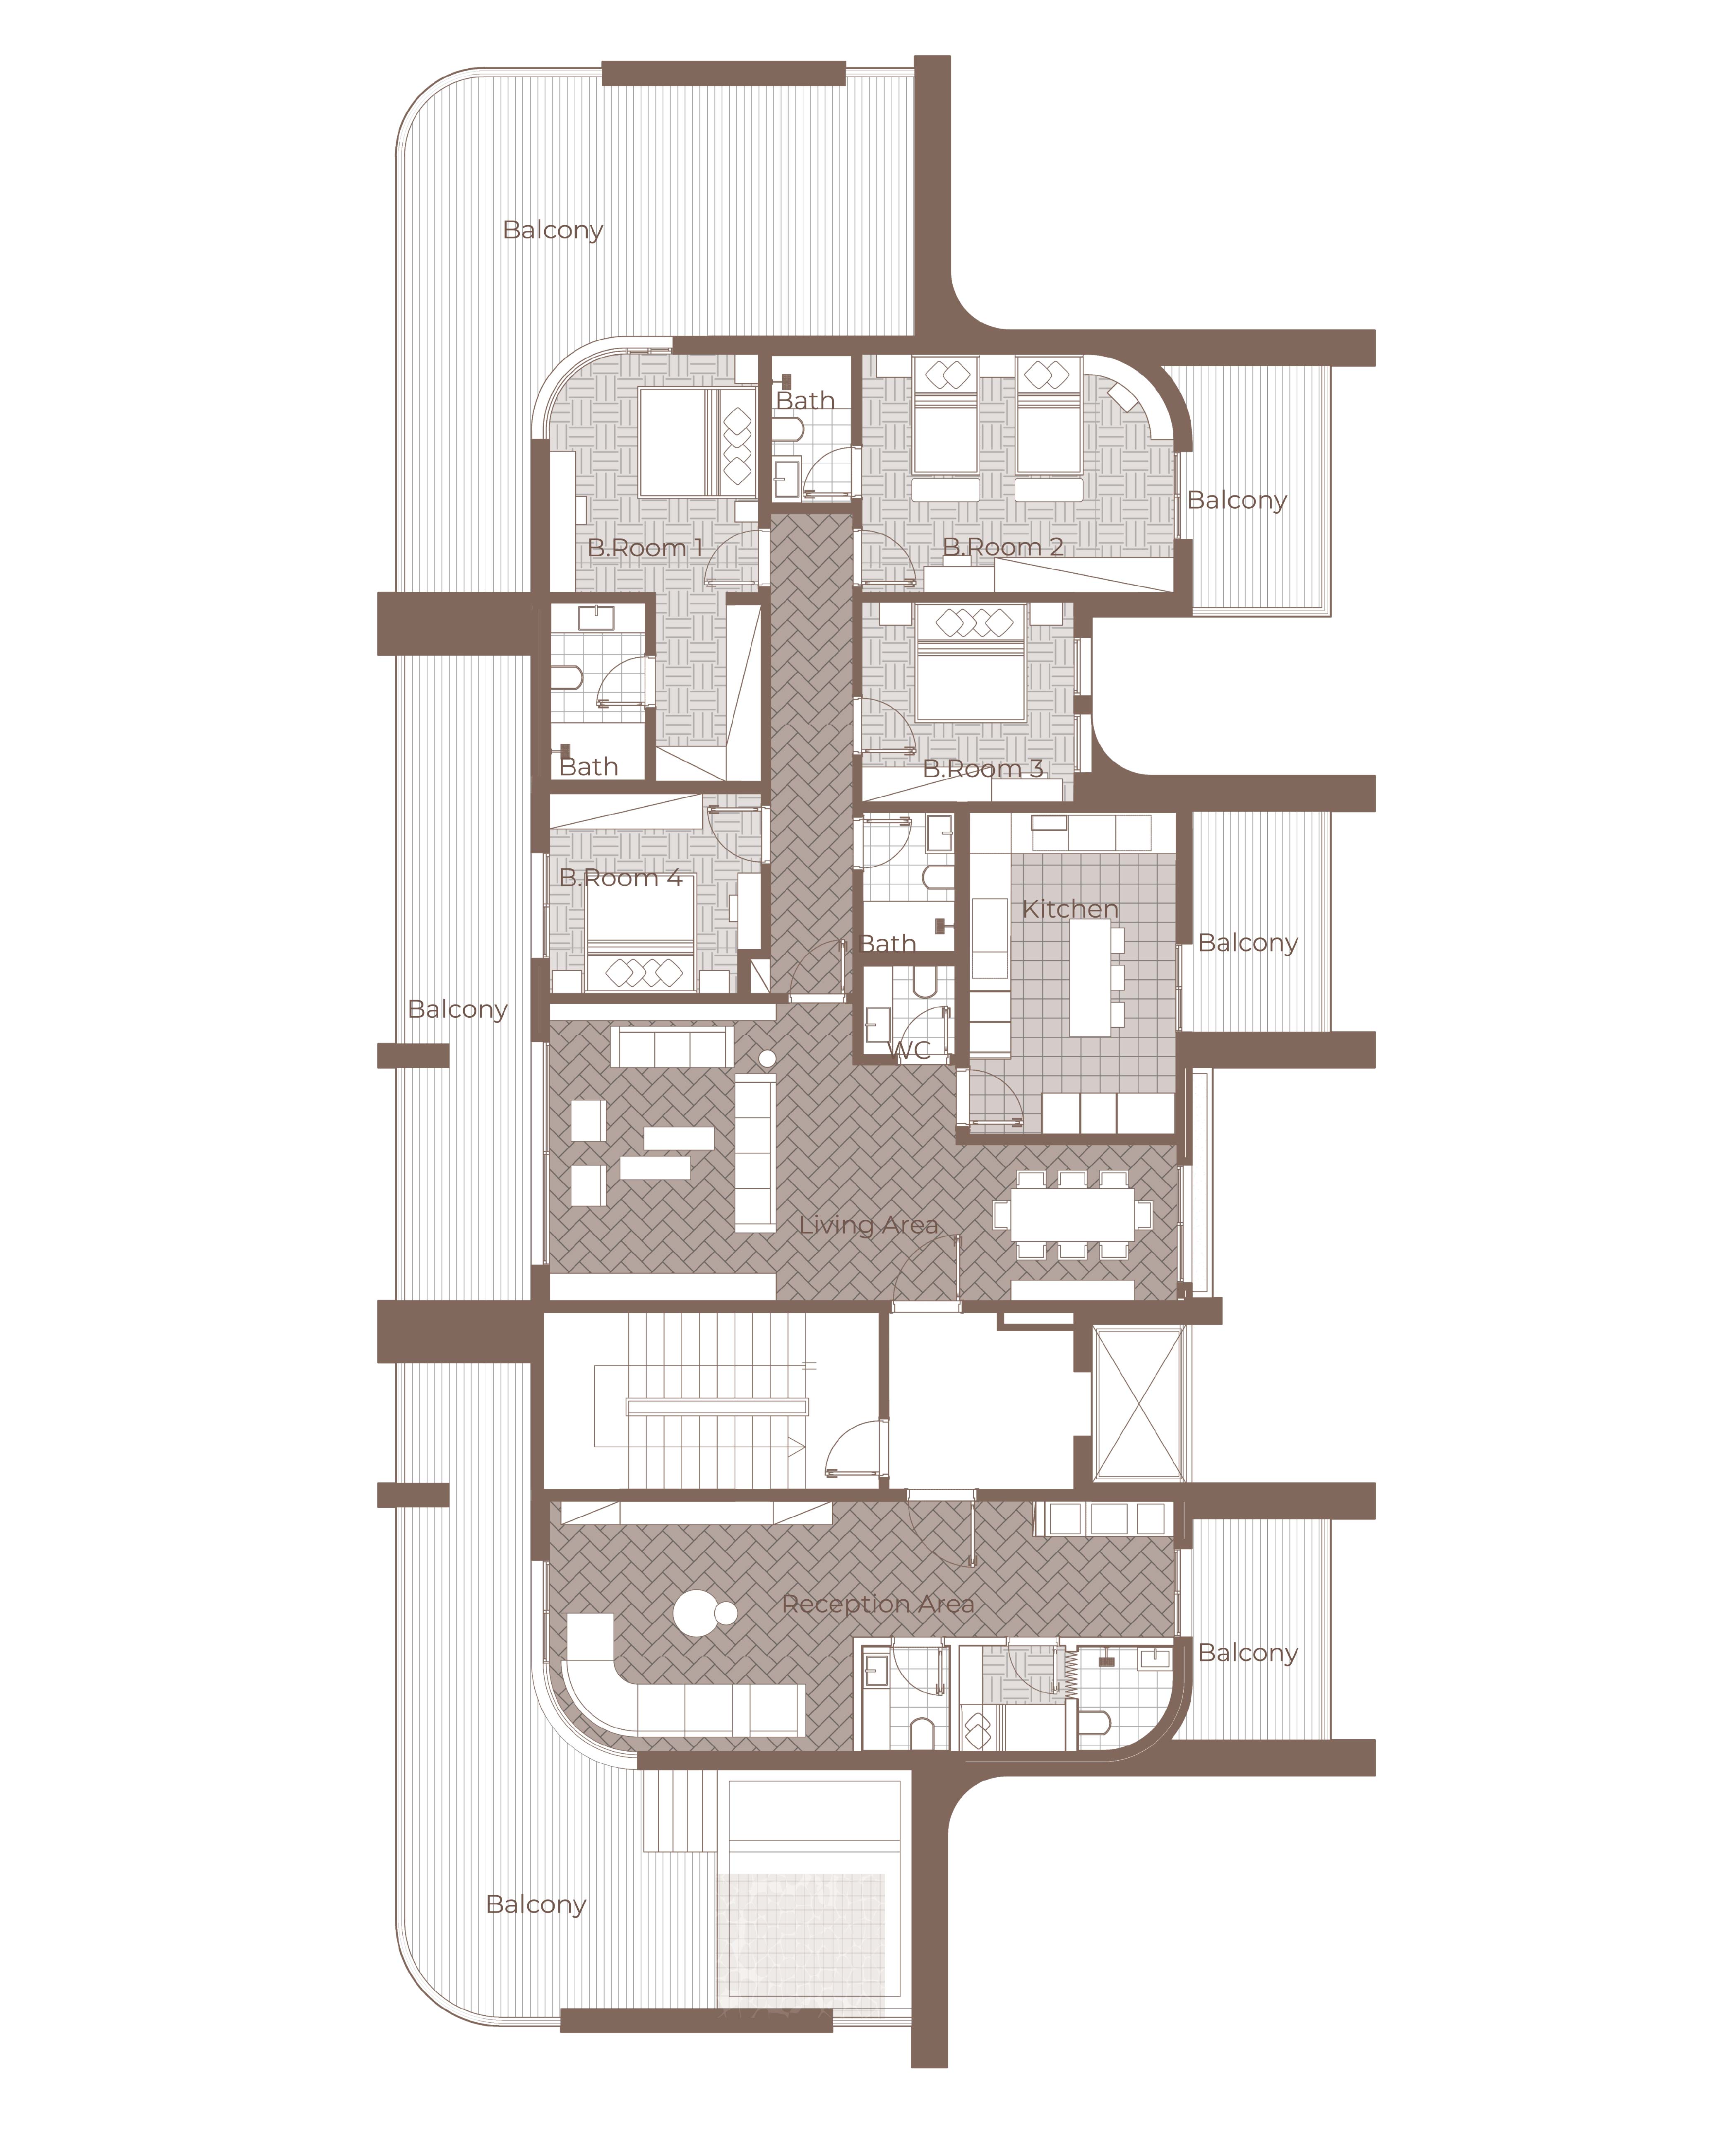 Balcony
Bath
Balcony
B.Room 1
B.Room 2
Bath
B.Room 3
B.Room 4
Kitchen
Bath
Balcony
Balcony
WC
Living Area
Reception Area
Balcony
Balcony